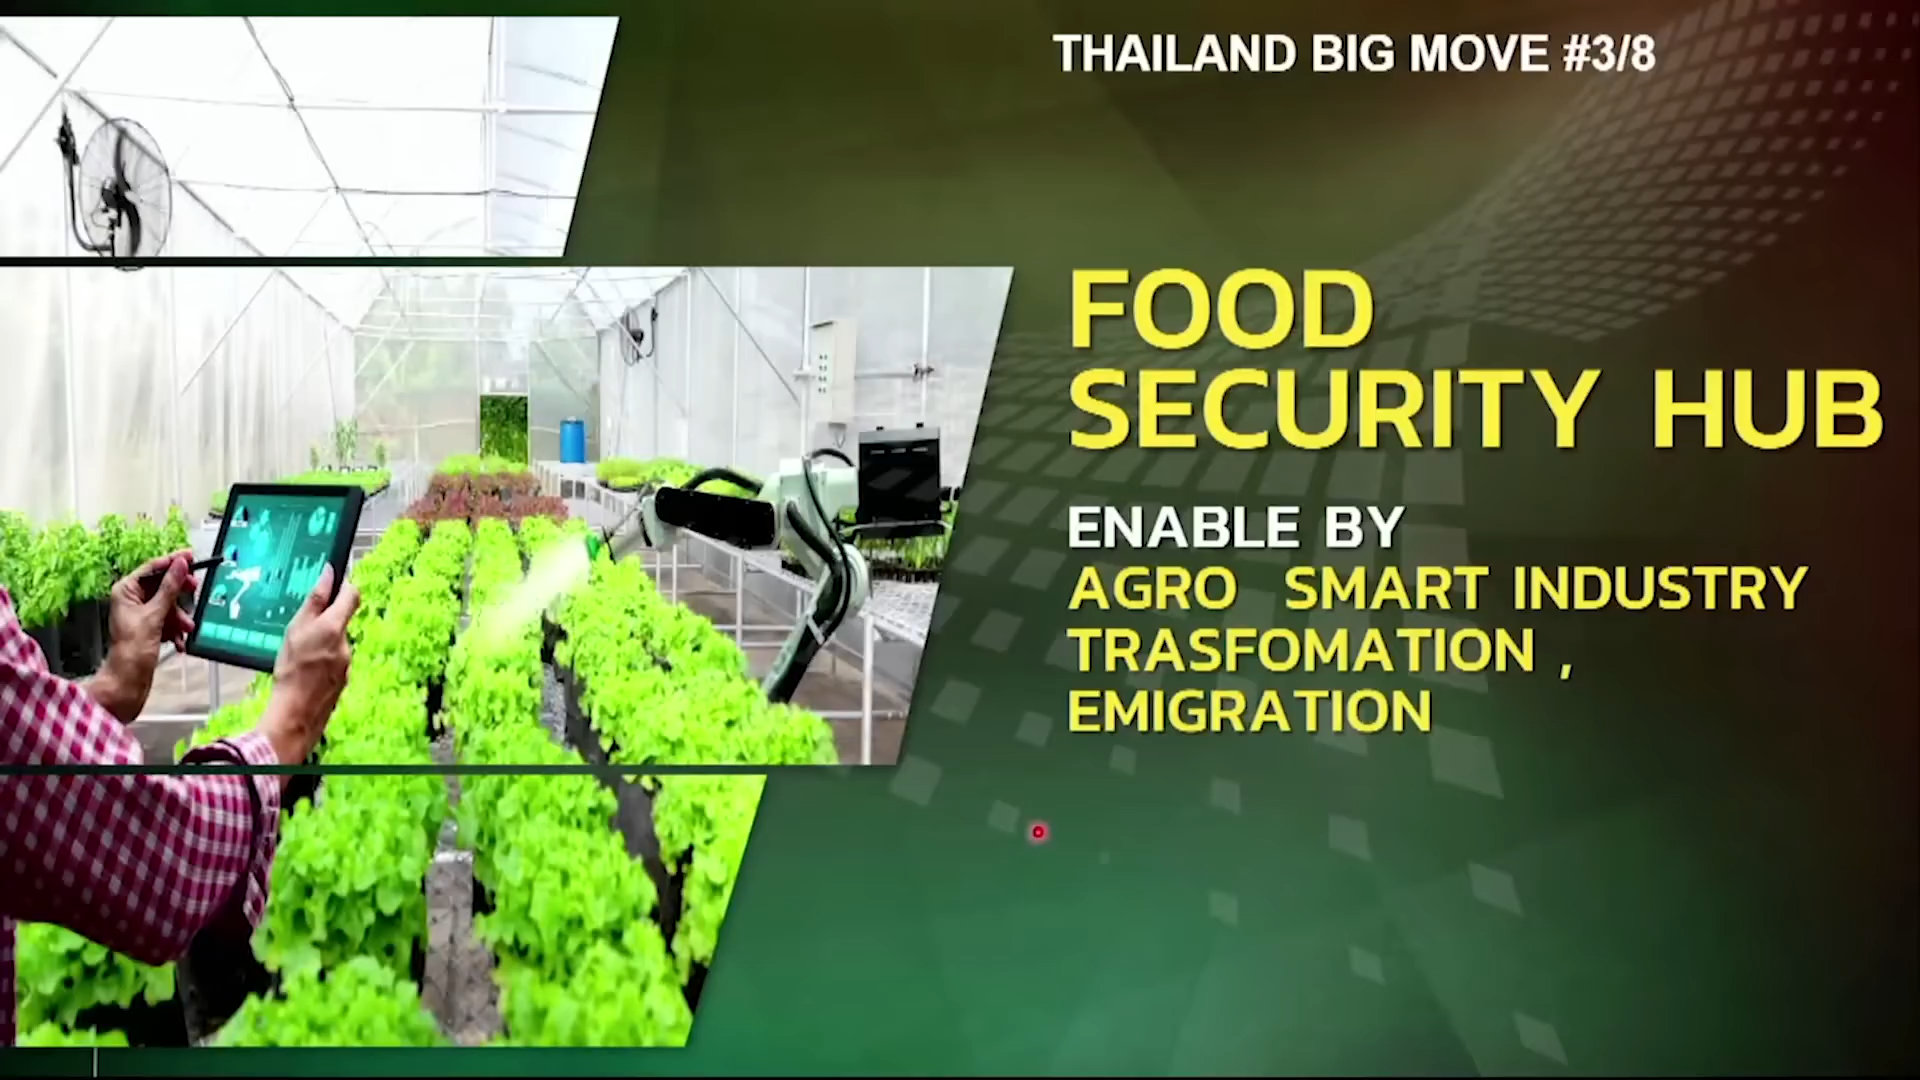 THAILAND BIG MOVE #3/8
FOOD
SECURITY HUB
ENABLE BY
AGRO SMART INDUSTRY
TRASFOMATION ,
EMIGRATION